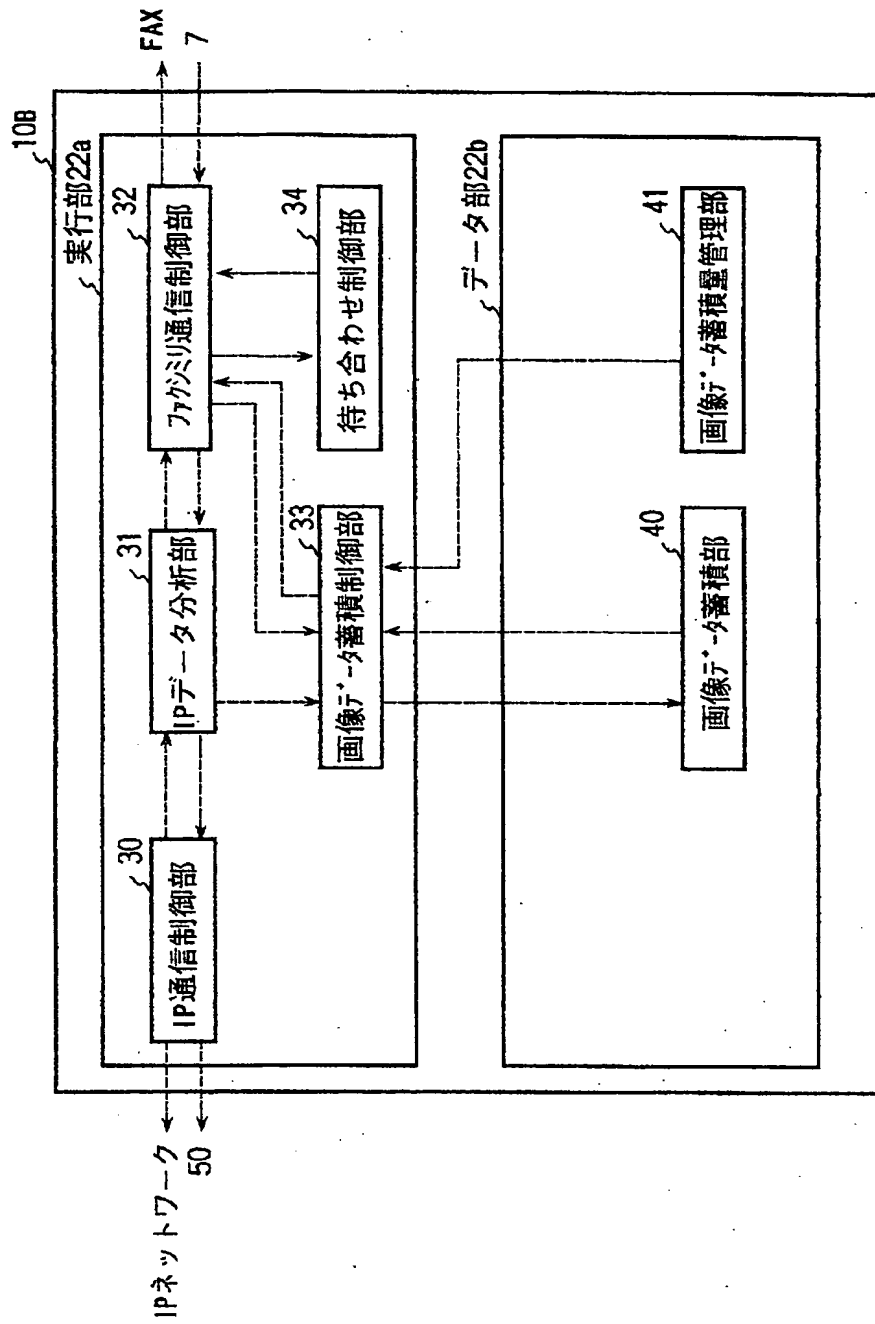 10B
実行部22a
IPネットワーク
50
30
IP通信制御部
31
IPデータ分析部
32
ファクシミリ通信制御部
FAX
7
33
画像データ蓄積制御部
34
待ち合わせ制御部
データ部22b
40
画像データ蓄積部
41
画像データ蓄積量管理部